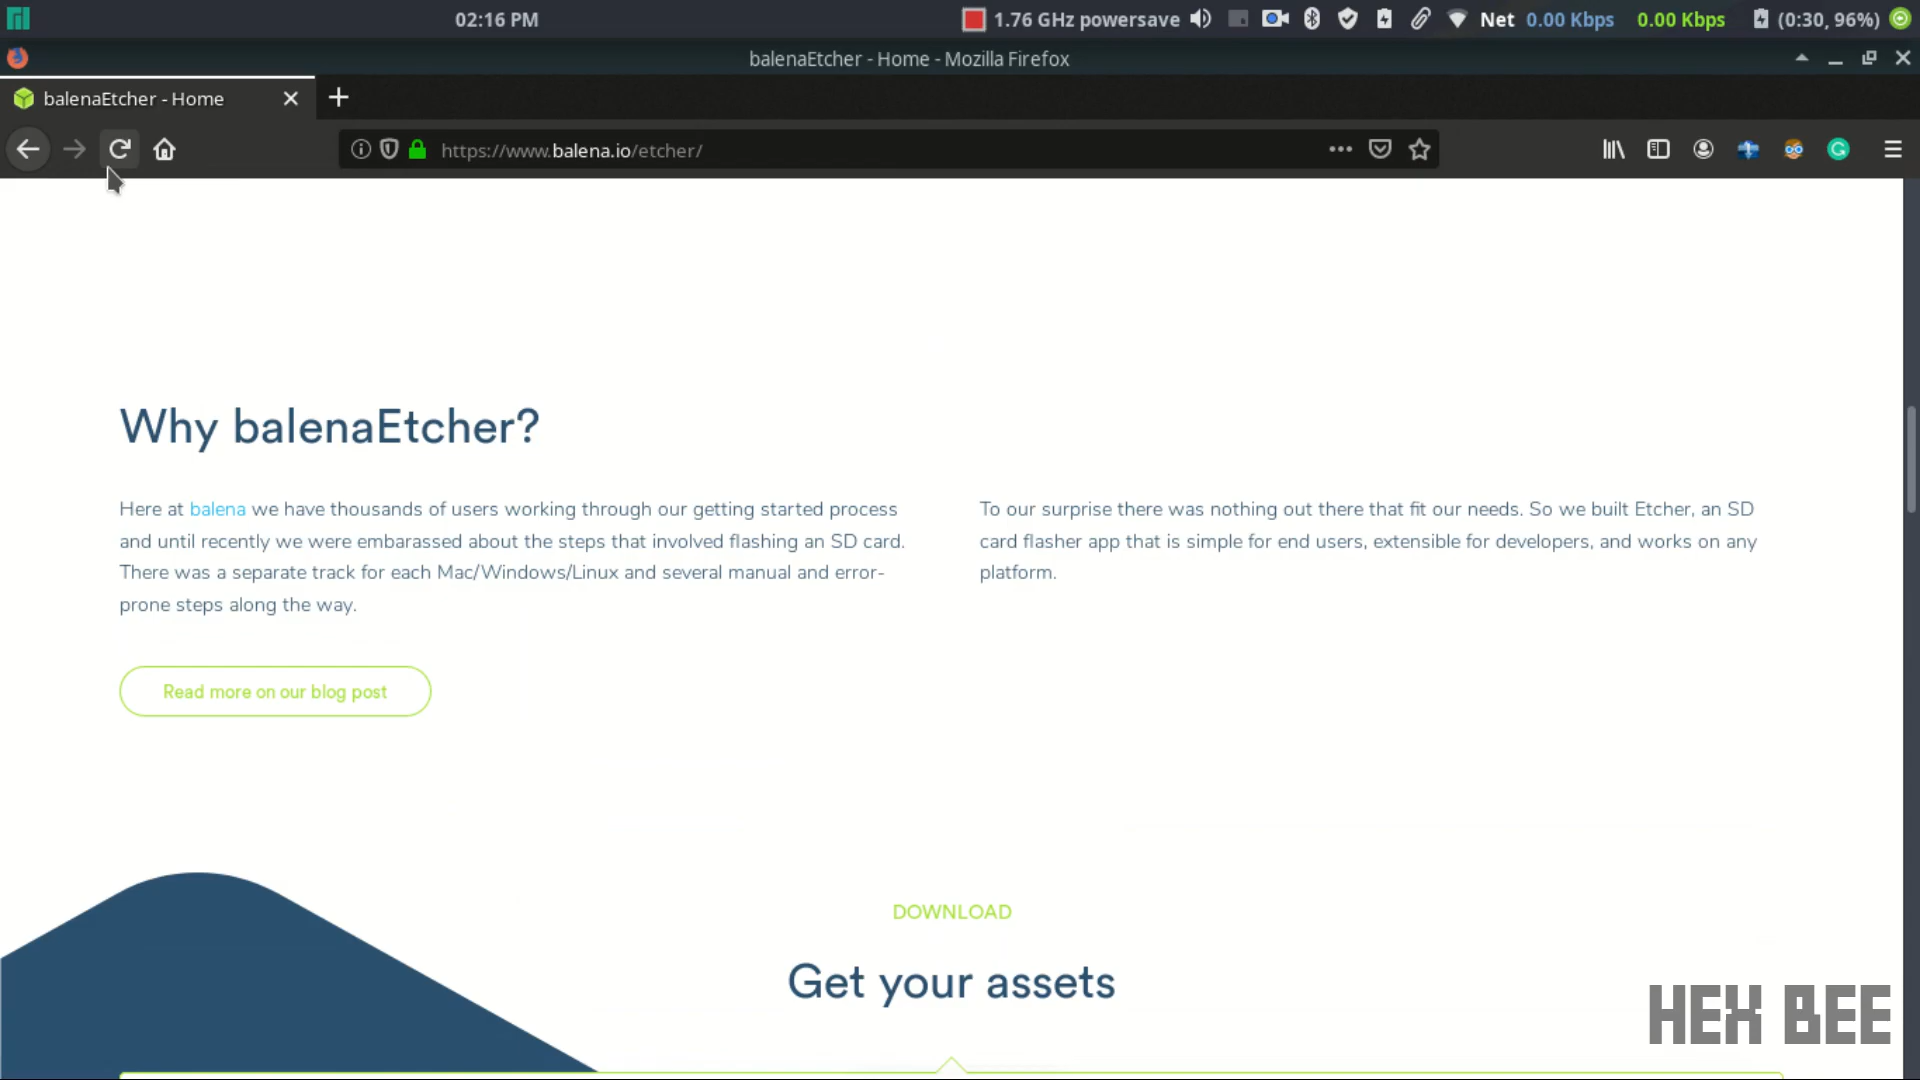 02:16 PM
1.76 GHz powersave
Net 0.00 Kbps 0.00 Kbps
(0:30, 96%)
balenaEtcher - Home - Mozilla Firefox
balenaEtcher - Home
https://www.balena.io/etcher/
Why balenaEtcher?
Here at balena we have thousands of users working through our getting started process
and until recently we were embarassed about the steps that involved flashing an SD card.
There was a separate track for each Mac/Windows/Linux and several manual and error-
prone steps along the way.
To our surprise there was nothing out there that fit our needs. So we built Etcher, an SD
card flasher app that is simple for end users, extensible for developers, and works on any
platform.
Read more on our blog post
DOWNLOAD
Get your assets
HEX BEE